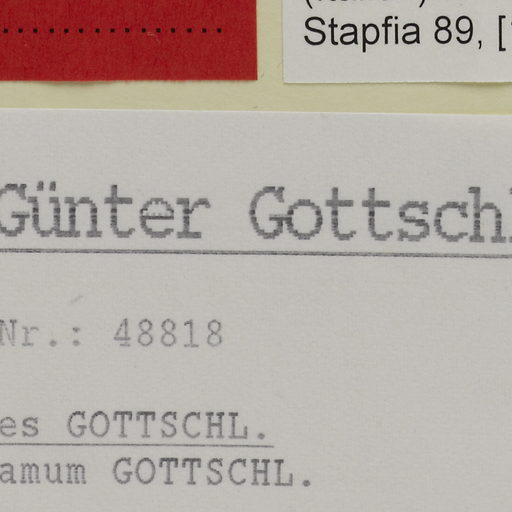 Stapfia 89, [
Günter Gottschl
Nr.: 48818
es GOTTSCHL.
amum GOTTSCHL.